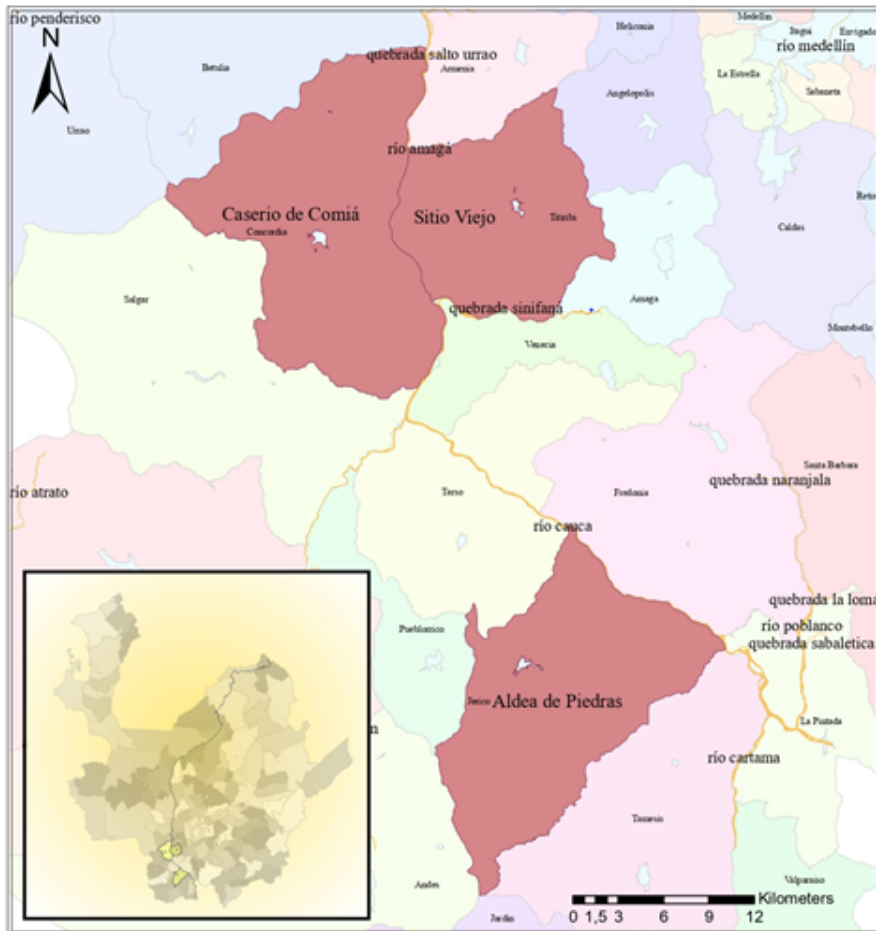 río penderisco
N
quebrada salto urrao
Armenia
Betulia
Urrao
Heliconia
Medellin
Itagui
Envigado
río medellín
La Estrella
Sabaneta
Angelopolis
río amagá
Caserio de Comiá
Concordia
Sitio Viejo
Titiribi
Caldas
Retiro
Salgar
quebrada sinifaná
Amaga
Montebello
Venecia
río atrato
Tarso
Fredonia
quebrada naranjala
Santa Barbara
río cauca
quebrada la loma
río poblanco
quebrada sabaletica
Pueblorrico
Jerico
Aldea de Piedras
La Pintada
n
río cartama
Tamesis
Andes
Valparaiso
Jardin
Kilometers
0 1,5 3 6 9 12